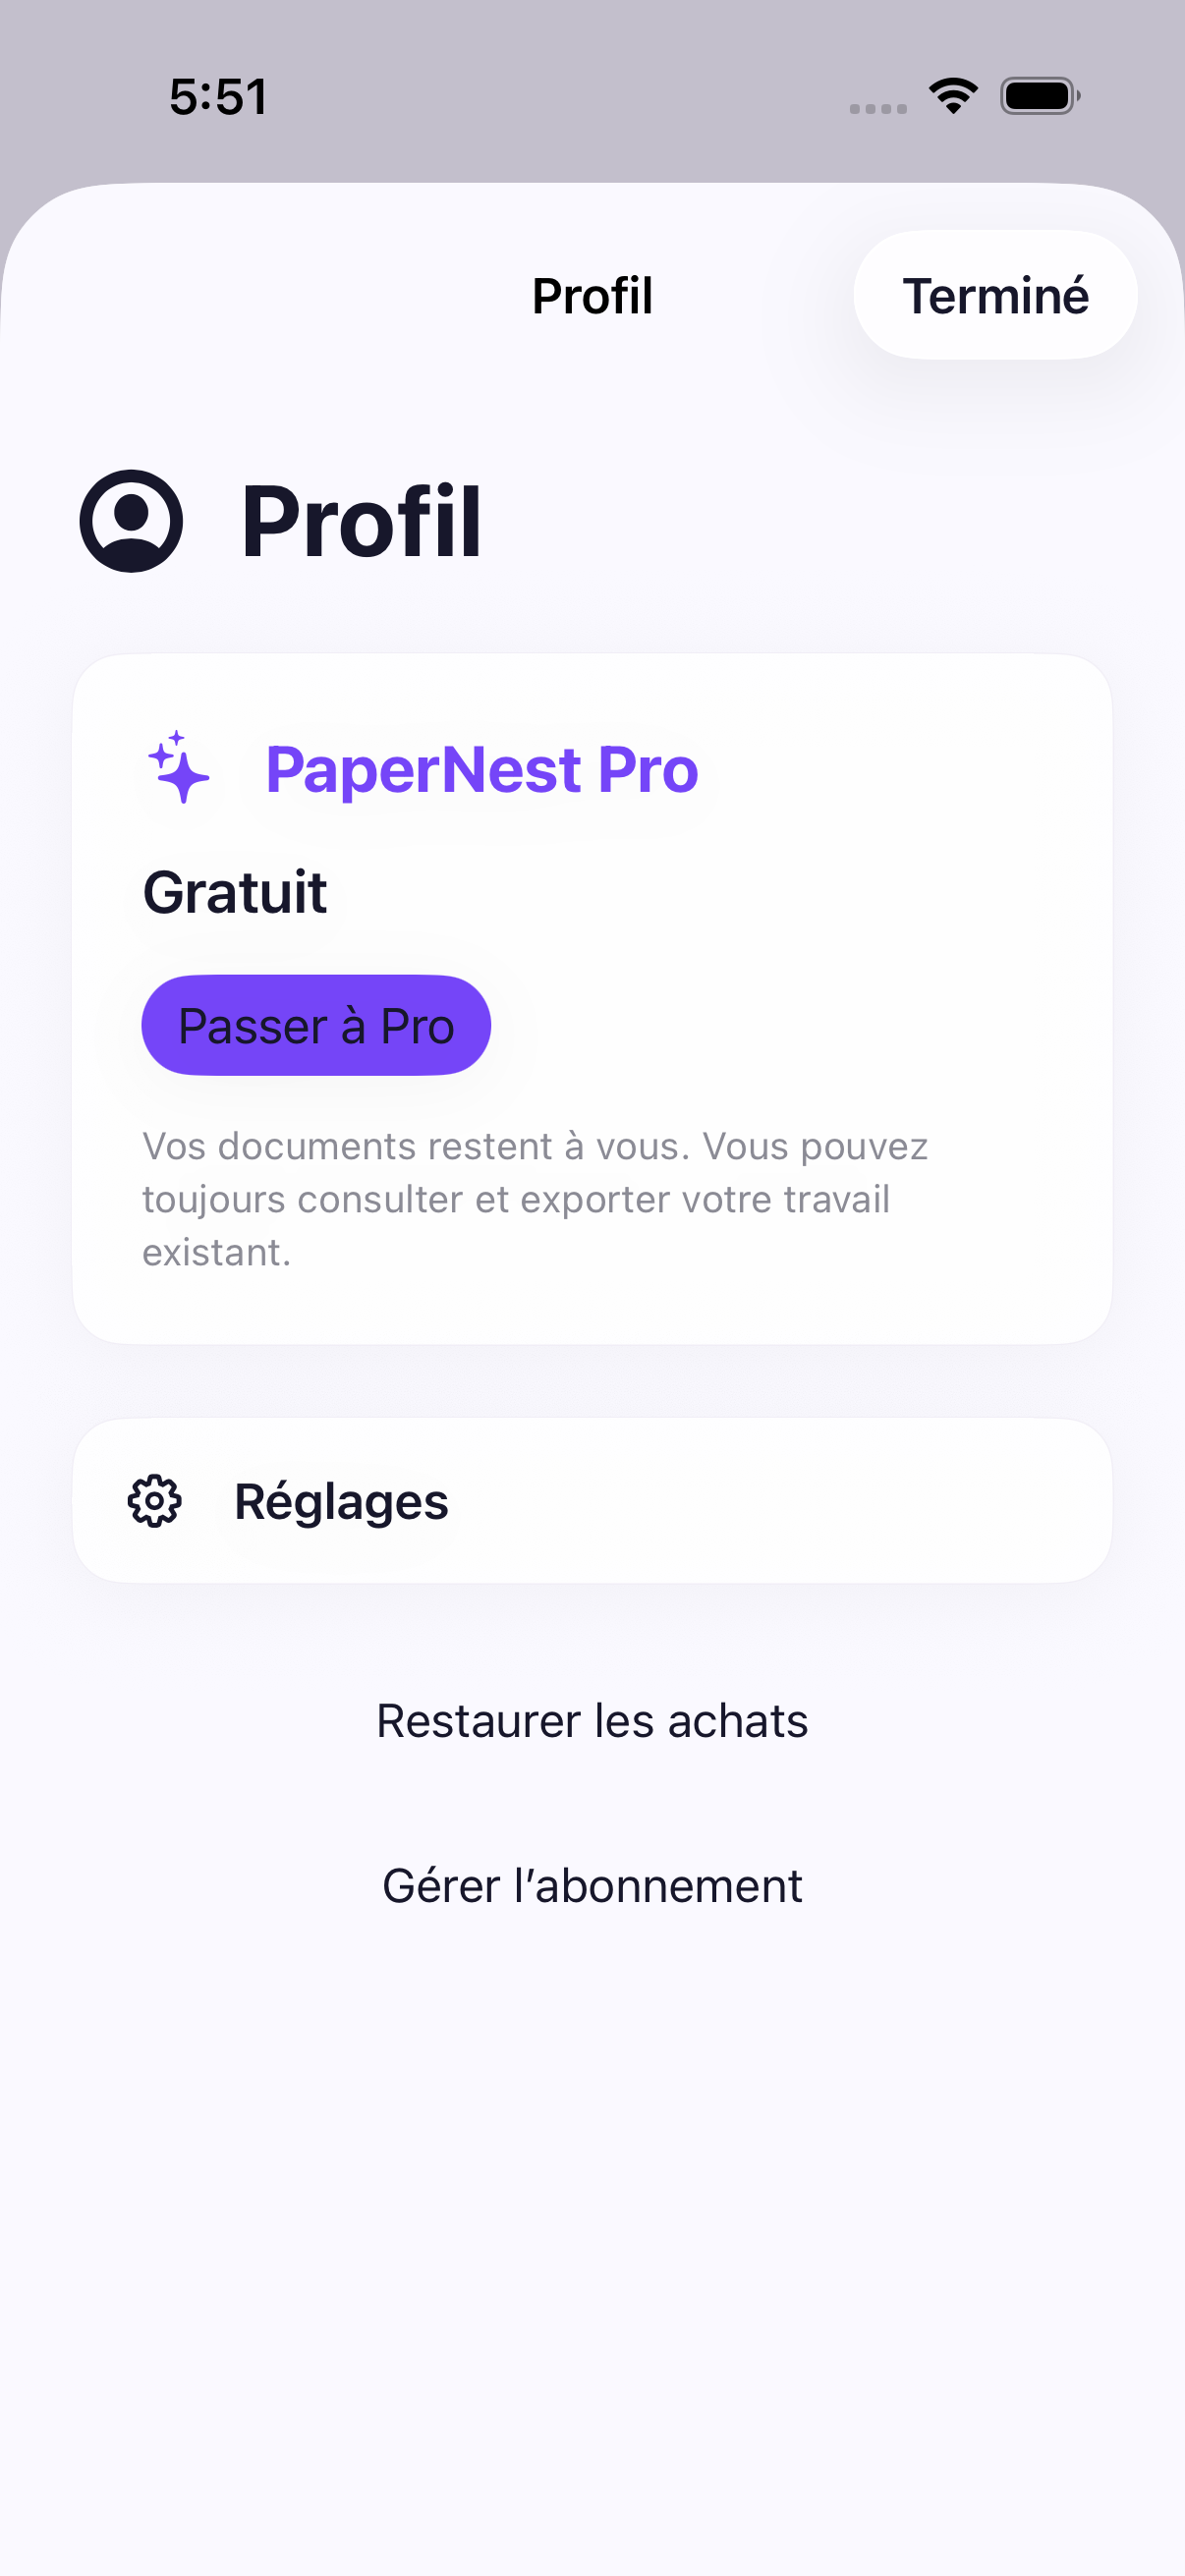 5:51
Profil
Terminé
Profil
PaperNest Pro
Gratuit
Passer à Pro
Vos documents restent à vous. Vous pouvez
toujours consulter et exporter votre travail
existant.
Réglages
Restaurer les achats
Gérer l’abonnement